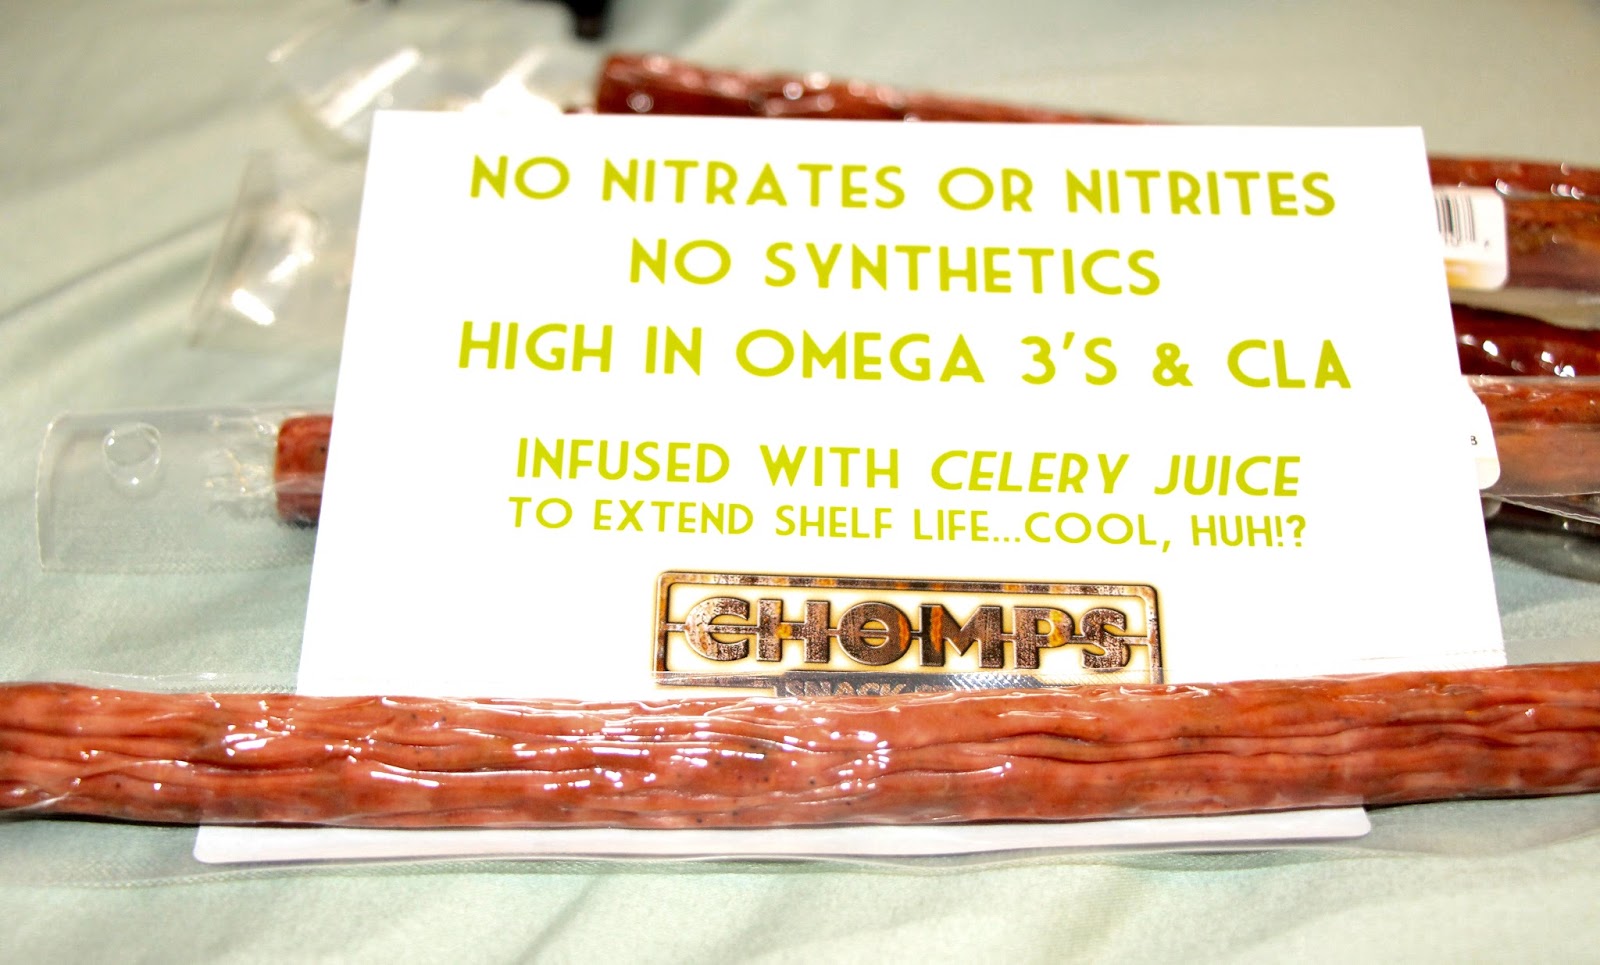 NO NITRATES OR NITRITES
NO SYNTHETICS
HIGH IN OMEGA 3'S & CLA
INFUSED WITH CELERY JUICE
TO EXTEND SHELF LIFE...COOL, HUH!?
CHOMPS
SNACK